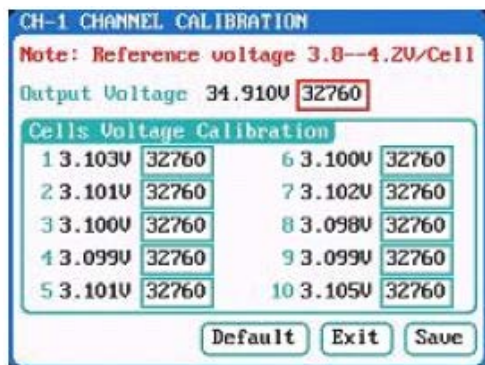 CH-1 CHANNEL CALIBRATION
Note: Reference voltage 3.8--4.2V/Cell
Output Voltage 34.910V 32760
Cells Voltage Calibration
1 3.103V 32760 6 3.100V 32760
2 3.101V 32760 7 3.102V 32760
3 3.100V 32760 8 3.098V 32760
4 3.099V 32760 9 3.099V 32760
5 3.101V 32760 10 3.105V 32760
Default Exit Save